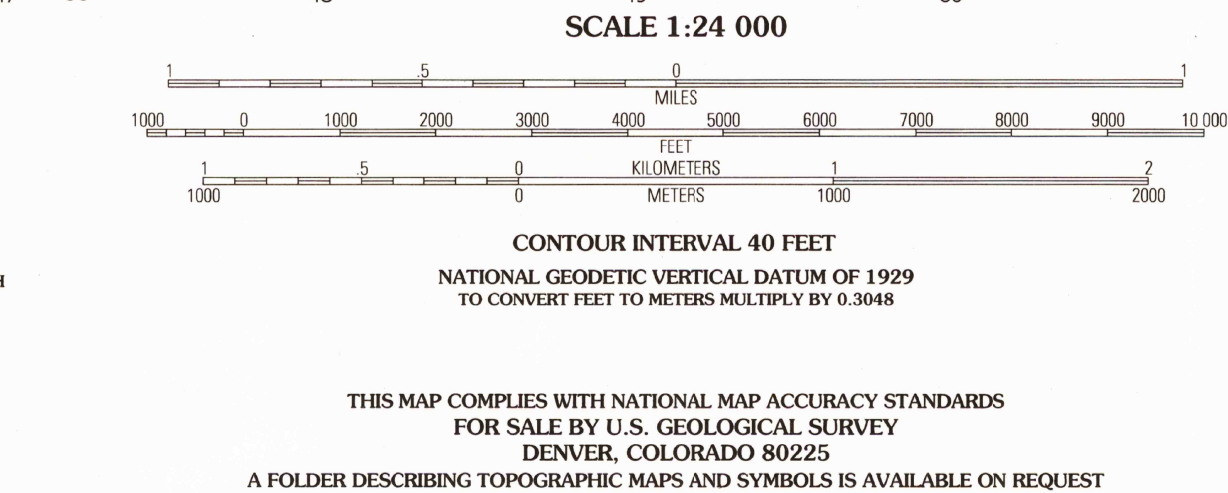 SCALE 1:24 000
1 .5 0 1
MILES
1000 0 1000 2000 3000 4000 5000 6000 7000 8000 9000 10 000
FEET
1 .5 0 KILOMETERS 1 2
1000 0 METERS 1000 2000
CONTOUR INTERVAL 40 FEET
NATIONAL GEODETIC VERTICAL DATUM OF 1929
TO CONVERT FEET TO METERS MULTIPLY BY 0.3048
THIS MAP COMPLIES WITH NATIONAL MAP ACCURACY STANDARDS
FOR SALE BY U.S. GEOLOGICAL SURVEY
DENVER, COLORADO 80225
A FOLDER DESCRIBING TOPOGRAPHIC MAPS AND SYMBOLS IS AVAILABLE ON REQUEST